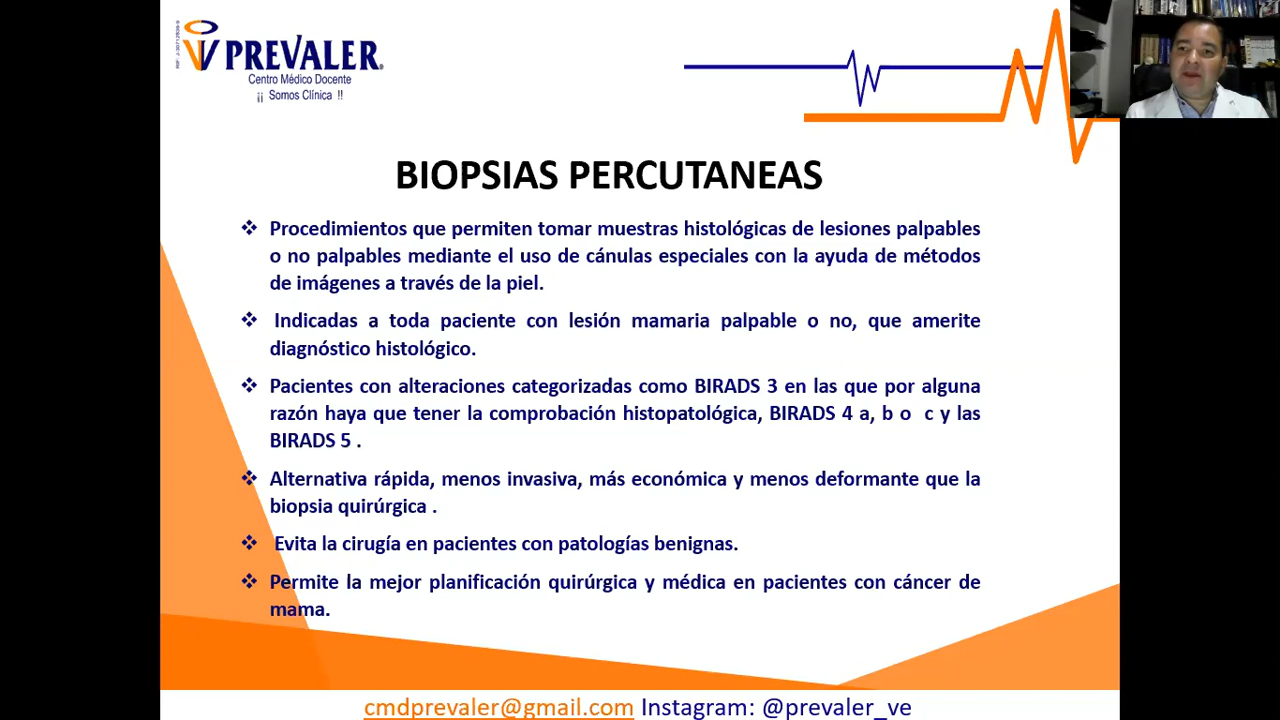 PREVALER
Centro Médico Docente
¡¡ Somos Clínica !!
BIOPSIAS PERCUTANEAS
❖ Procedimientos que permiten tomar muestras histológicas de lesiones palpables
o no palpables mediante el uso de cánulas especiales con la ayuda de métodos
de imágenes a través de la piel.
❖ Indicadas a toda paciente con lesión mamaria palpable o no, que amerite
diagnóstico histológico.
❖ Pacientes con alteraciones categorizadas como BIRADS 3 en las que por alguna
razón haya que tener la comprobación histopatológica, BIRADS 4 a, b o c y las
BIRADS 5 .
❖ Alternativa rápida, menos invasiva, más económica y menos deformante que la
biopsia quirúrgica .
❖ Evita la cirugía en pacientes con patologías benignas.
❖ Permite la mejor planificación quirúrgica y médica en pacientes con cáncer de
mama.
cmdprevaler@gmail.com Instagram: @prevaler_ve